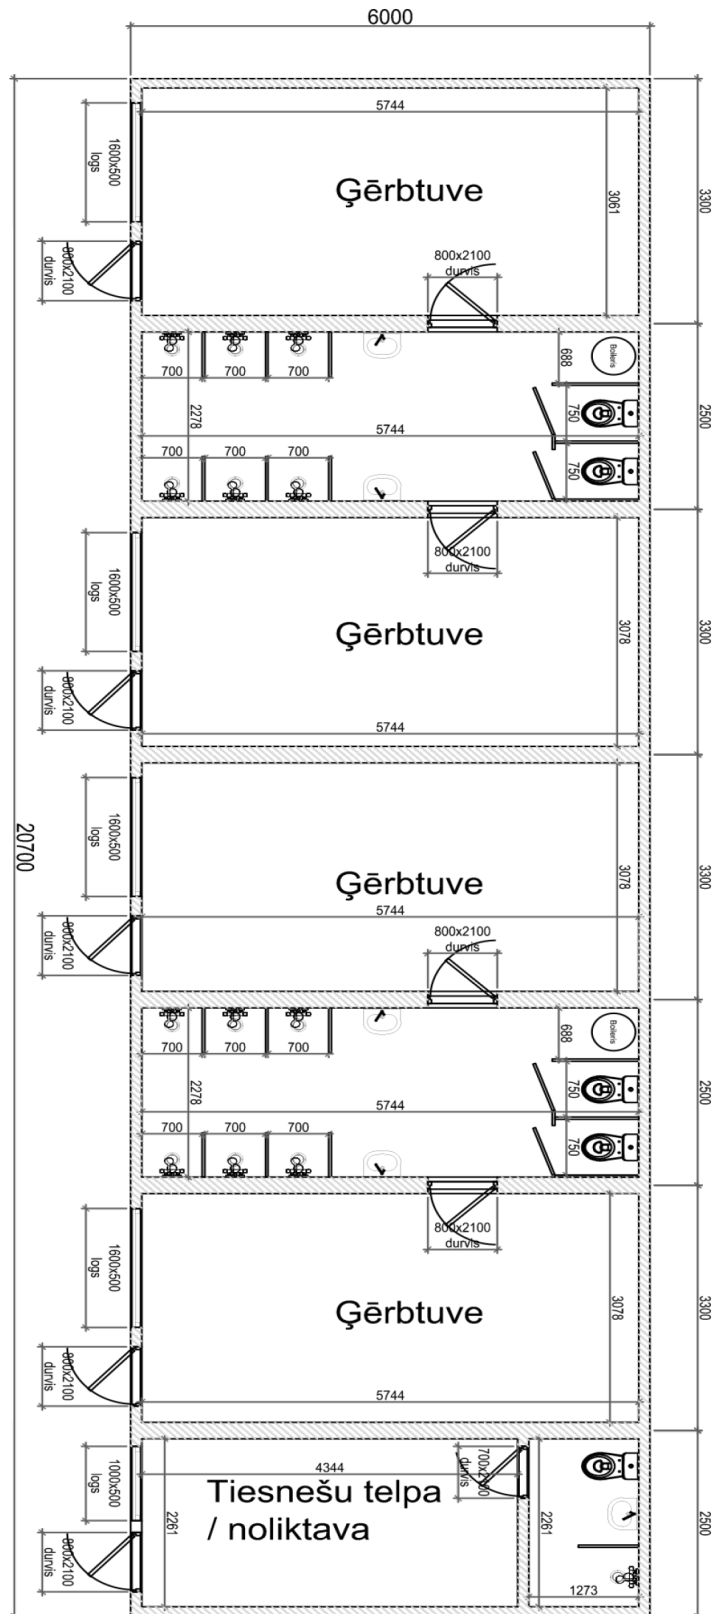 6000
5744
1600x500
logs
Ģērbtuve
3061
3300
800x2100
durvis
800x2100
durvis
700
700
700
688
Boileris
2278
750
2500
5744
700
700
700
750
800x2100
durvis
1600x500
logs
Ģērbtuve
3078
3300
800x2100
durvis
5744
20700
1600x500
logs
Ģērbtuve
3078
3300
5744
800x2100
durvis
800x2100
durvis
700
700
700
688
Boileris
2278
750
2500
5744
700
700
700
750
800x2100
durvis
1600x500
logs
Ģērbtuve
3078
3300
800x2100
durvis
5744
1000x500
logs
4344
700x2100
durvis
Tiesnešu telpa
/ noliktava
2261
2261
2500
800x2100
durvis
1273